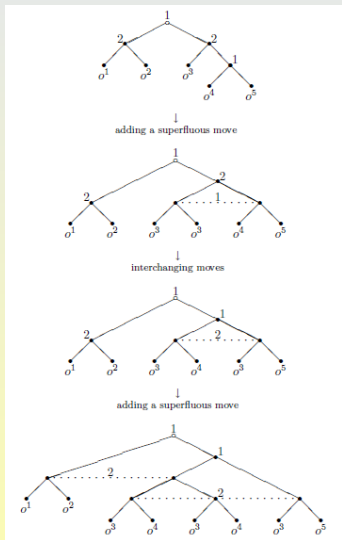 1
2 2
o¹ o² o³ 1
o⁴ o⁵
↓
adding a superfluous move
1
2 2
1
o¹ o² o³ o³ o⁴ o⁵
↓
interchanging moves
1
2 1
2
o¹ o² o³ o⁴ o³ o⁵
↓
adding a superfluous move
1
1
2
o¹ o² 2
o³ o⁴ o³ o⁴ o³ o⁵